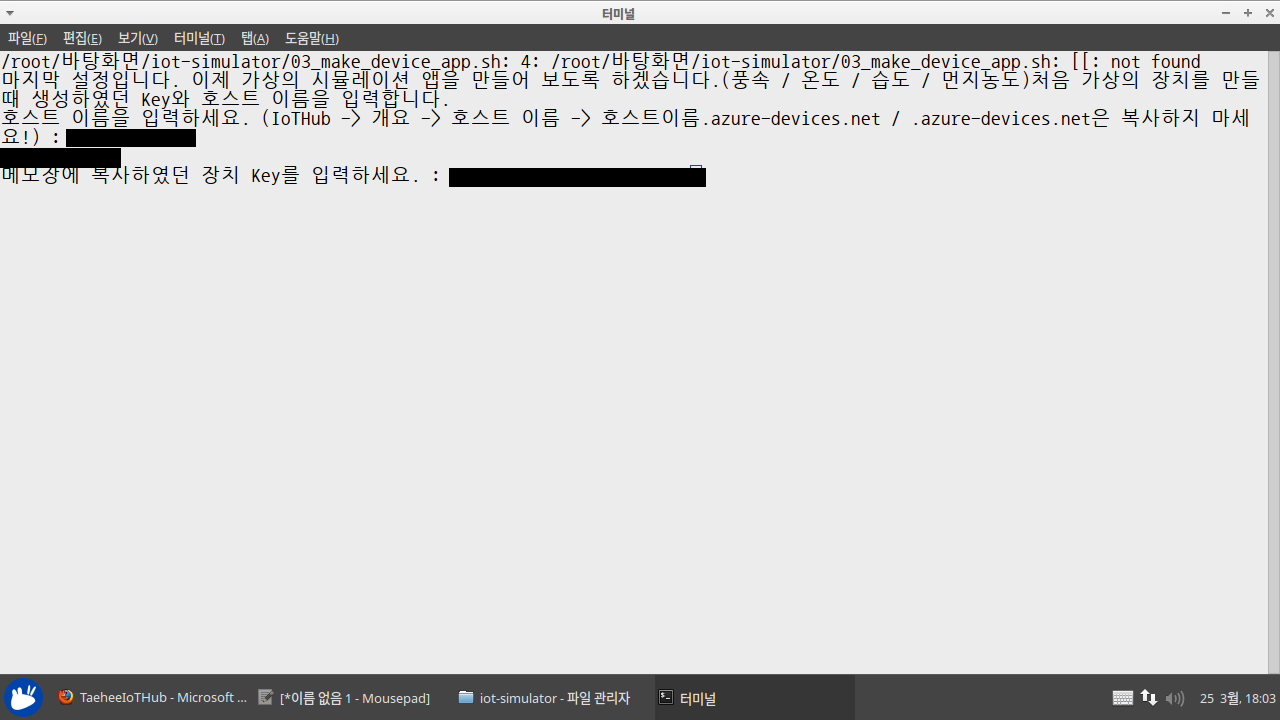 터미널
파일(F) 편집(E) 보기(V) 터미널(T) 탭(A) 도움말(H)
/root/바탕화면/iot-simulator/03_make_device_app.sh: 4: /root/바탕화면/iot-simulator/03_make_device_app.sh: [[: not found
마지막 설정입니다. 이제 가상의 시뮬레이션 앱을 만들어 보도록 하겠습니다.(풍속 / 온도 / 습도 / 먼지농도)처음 가상의 장치를 만들
때 생성하였던 Key와 호스트 이름을 입력합니다.
호스트 이름을 입력하세요. (IoTHub -> 개요 -> 호스트 이름 -> 호스트이름.azure-devices.net / .azure-devices.net은 복사하지 마세
요!) :
메모장에 복사하였던 장치 Key를 입력하세요. :
TaeheeIoTHub - Microsoft ... [*이름 없음 1 - Mousepad] iot-simulator - 파일 관리자 터미널 25 3월, 18:03